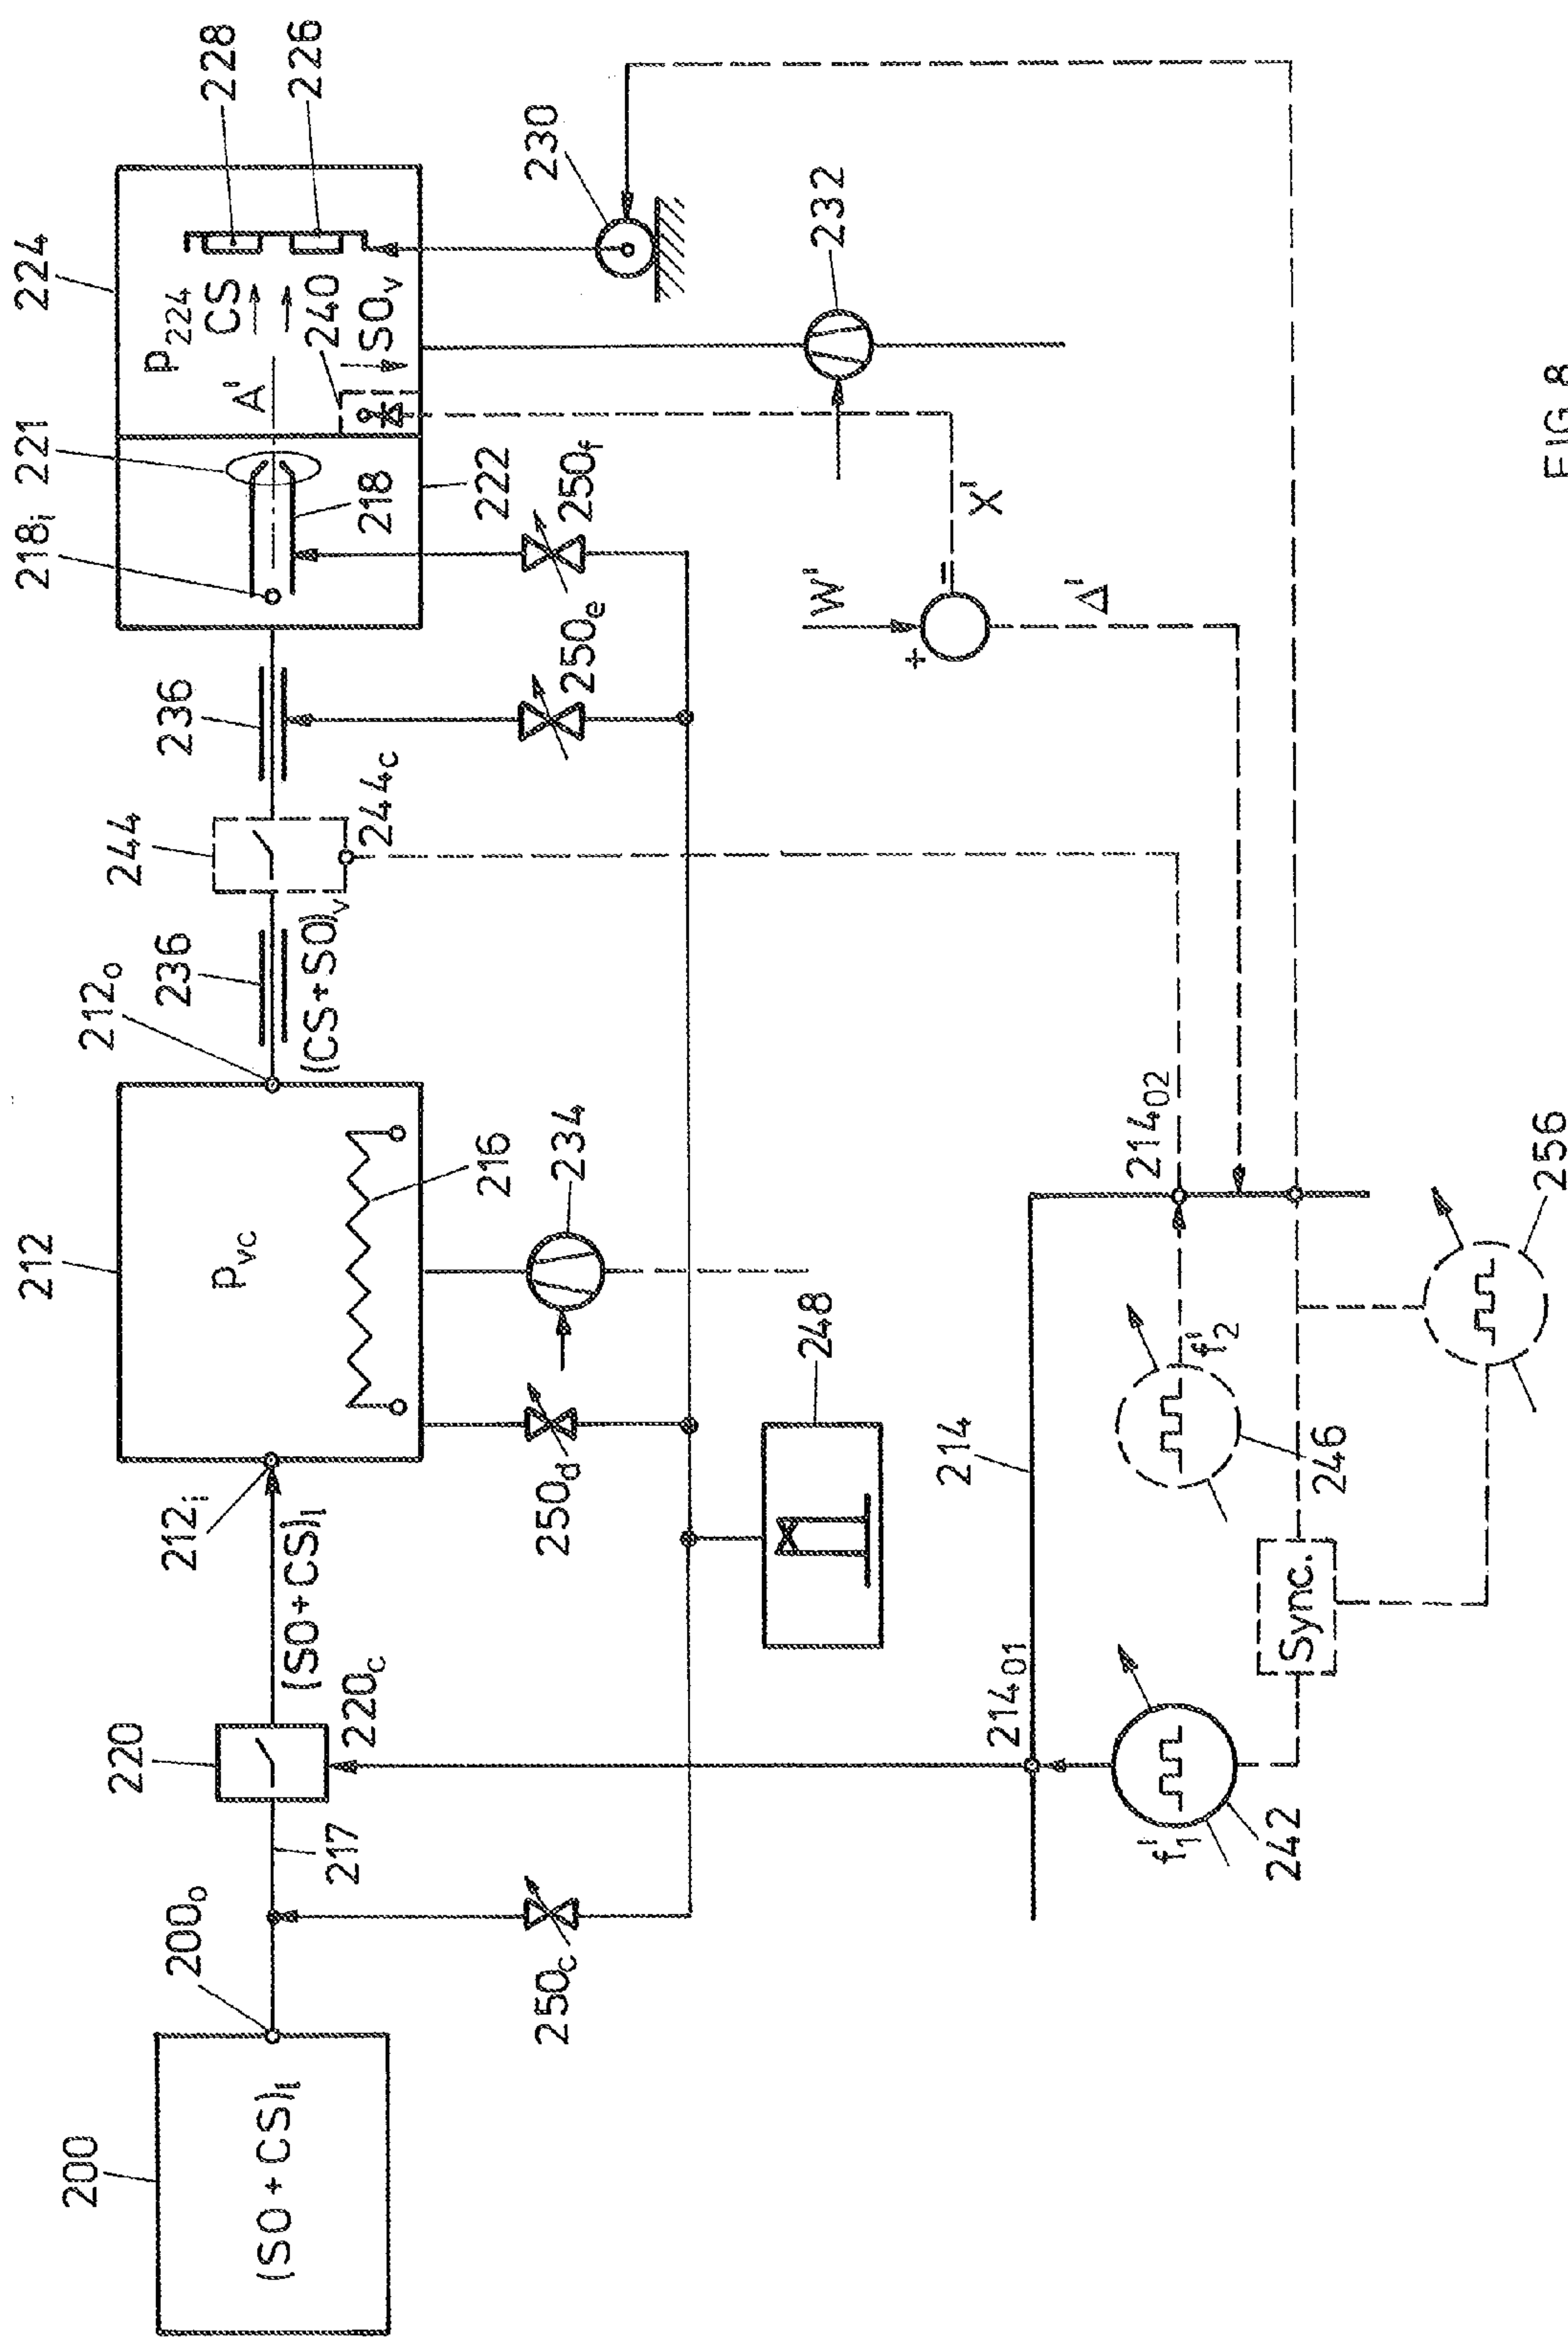 200
(SO+CS)l
200o
217
220
220c
(SO+CS)l
212i
212
Pvc
216
212o
236
(CS+SO)v
244
244c
236
218i
221
224
P224
A'
CS
228
226
240
SOv
218
222
250c
250d
234
250e
250f
230
232
248
W'
+
=
X'
Δ'
214
21401
21402
f1'
242
Sync.
f2'
246
256
FIG. 8